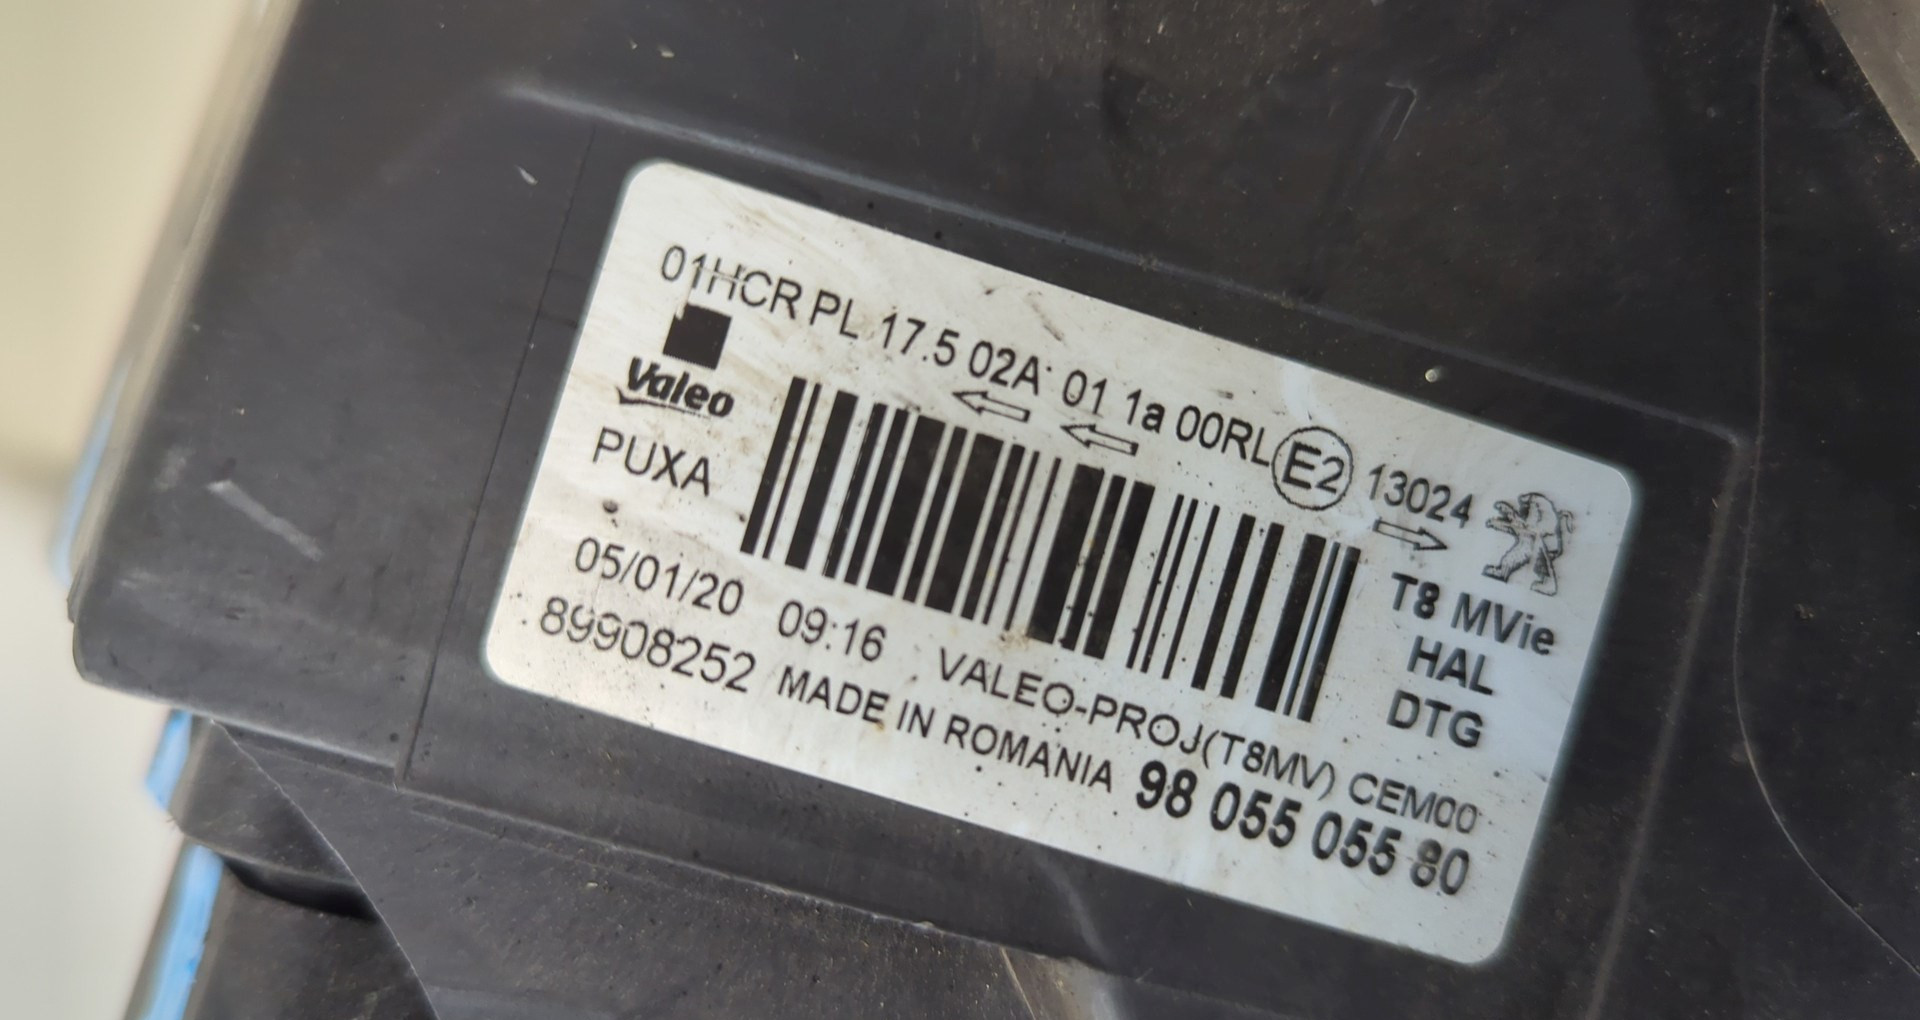 01HCR PL 17.5 02A 01 1a 00RL E2 13024
Valeo
PUXA
T8 MVie
HAL
DTG
05/01/20 09:16 VALEO-PROJ(T8MV) CEM00
89908252 MADE IN ROMANIA 98 055 055 80